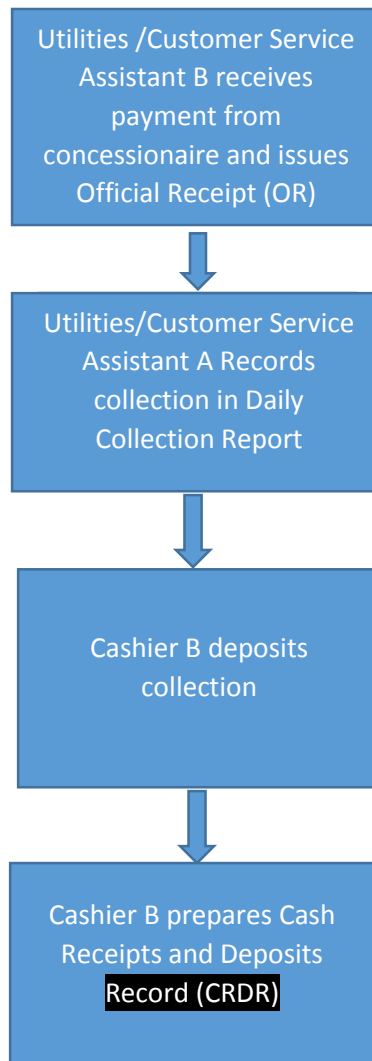 Utilities /Customer Service
Assistant B receives
payment from
concessionaire and issues
Official Receipt (OR)
Utilities/Customer Service
Assistant A Records
collection in Daily
Collection Report
Cashier B deposits
collection
Cashier B prepares Cash
Receipts and Deposits
Record (CRDR)